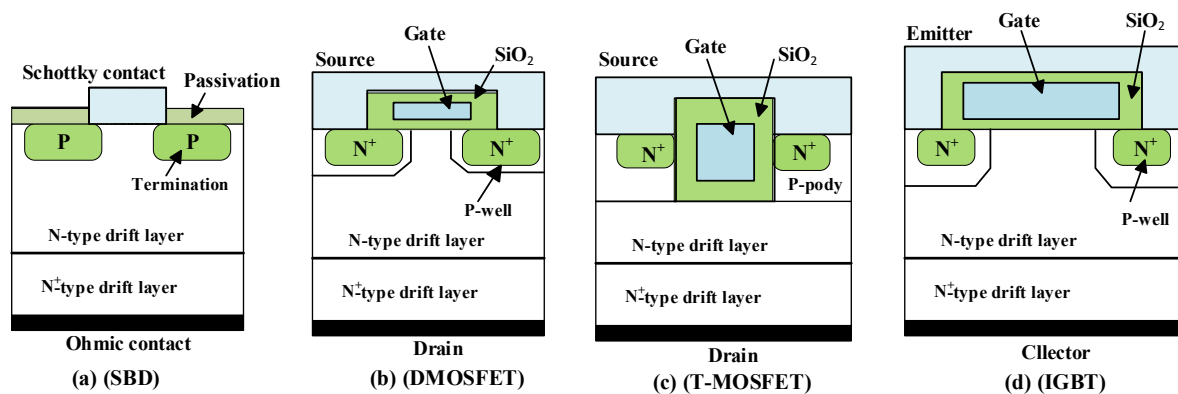 Schottky contact
Passivation
P
P
Termination
N-type drift layer
N+-type drift layer
Ohmic contact
(a) (SBD)
Gate
Source
SiO2
N+
N+
P-well
N-type drift layer
N+-type drift layer
Drain
(b) (DMOSFET)
Gate
Source
SiO2
N+
N+
P-pody
N-type drift layer
N+-type drift layer
Drain
(c) (T-MOSFET)
Gate
SiO2
Emitter
N+
N+
P-well
N-type drift layer
N+-type drift layer
Cllector
(d) (IGBT)